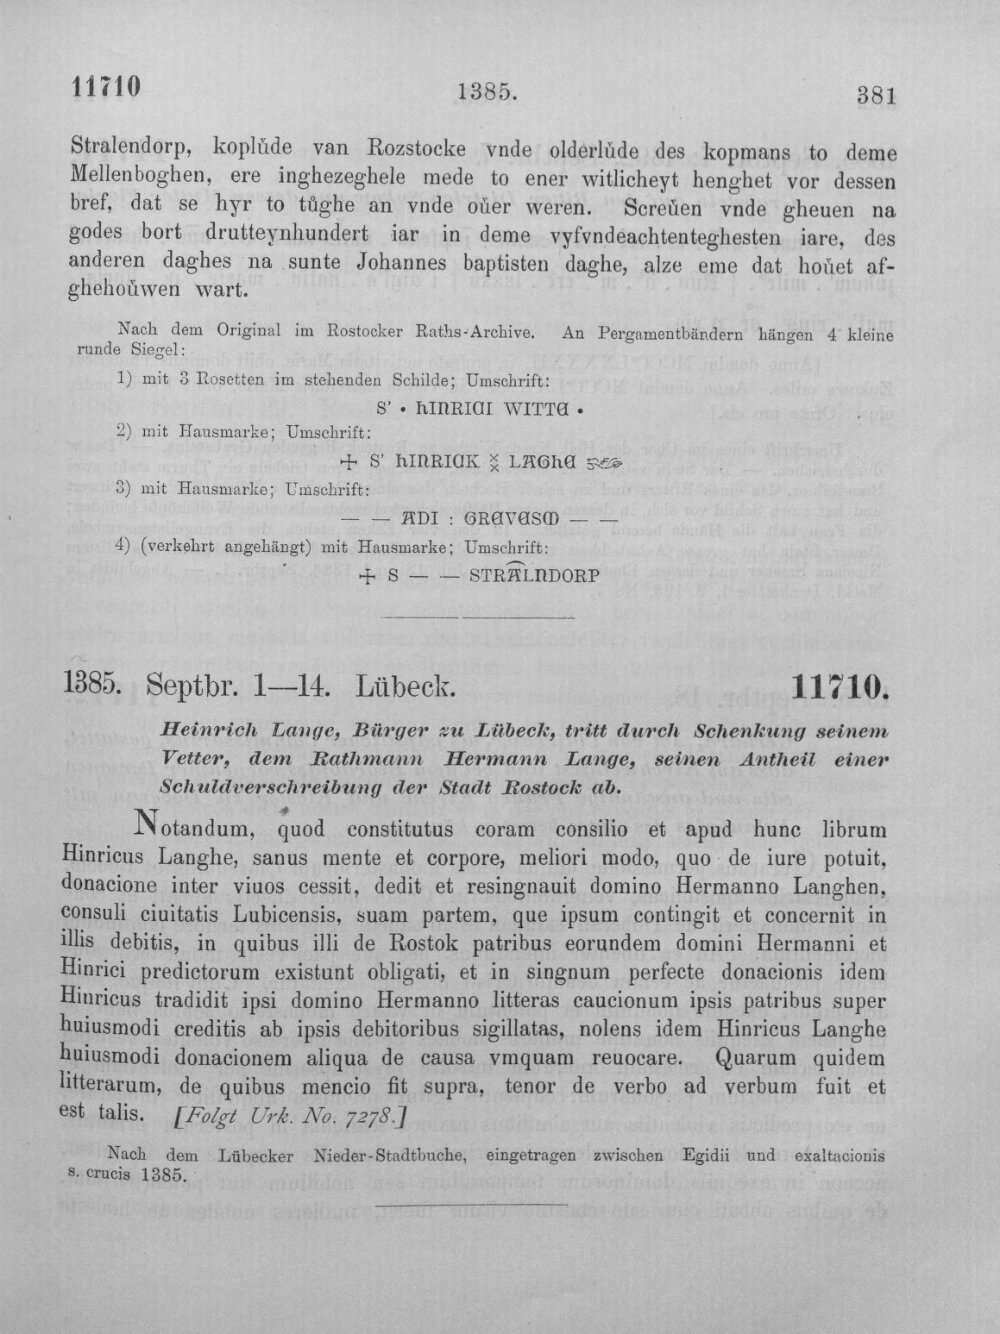 11710 1385. 381
Stralendorp, koplůde van Rozstocke vnde olderlůde des kopmans to deme
Mellenboghen, ere inghezeghele mede to ener witlicheyt henghet vor dessen
bref, dat se hyr to tůghe an vnde oůer weren. Screůen vnde gheuen na
godes bort drutteynhundert iar in deme vyfvndeachtenteghesten iare, des
anderen daghes na sunte Johannes baptisten daghe, alze eme dat hoůet af-
ghehoůwen wart.
Nach dem Original im Rostocker Raths-Archive. An Pergamentbändern hängen 4 kleine
runde Siegel:
1) mit 3 Rosetten im stehenden Schilde; Umschrift:
S' • hINRICI WITTE •
2) mit Hausmarke; Umschrift:
+ S' hINRICK × LAGhE
3) mit Hausmarke; Umschrift:
— — ADI : GREVESM — —
4) (verkehrt angehängt) mit Hausmarke; Umschrift:
+ S — — STRALNDORP
1385. Septbr. 1—14. Lübeck. 11710.
Heinrich Lange, Bürger zu Lübeck, tritt durch Schenkung seinem
Vetter, dem Rathmann Hermann Lange, seinen Antheil einer
Schuldverschreibung der Stadt Rostock ab.
Notandum, quod constitutus coram consilio et apud hunc librum
Hinricus Langhe, sanus mente et corpore, meliori modo, quo de iure potuit,
donacione inter viuos cessit, dedit et resingnauit domino Hermanno Langhen,
consuli ciuitatis Lubicensis, suam partem, que ipsum contingit et concernit in
illis debitis, in quibus illi de Rostok patribus eorundem domini Hermanni et
Hinrici predictorum existunt obligati, et in singnum perfecte donacionis idem
Hinricus tradidit ipsi domino Hermanno litteras caucionum ipsis patribus super
huiusmodi creditis ab ipsis debitoribus sigillatas, nolens idem Hinricus Langhe
huiusmodi donacionem aliqua de causa vmquam reuocare. Quarum quidem
litterarum, de quibus mencio fit supra, tenor de verbo ad verbum fuit et
est talis. [Folgt Urk. No. 7278.]
Nach dem Lübecker Nieder-Stadtbuche, eingetragen zwischen Egidii und exaltacionis
s. crucis 1385.